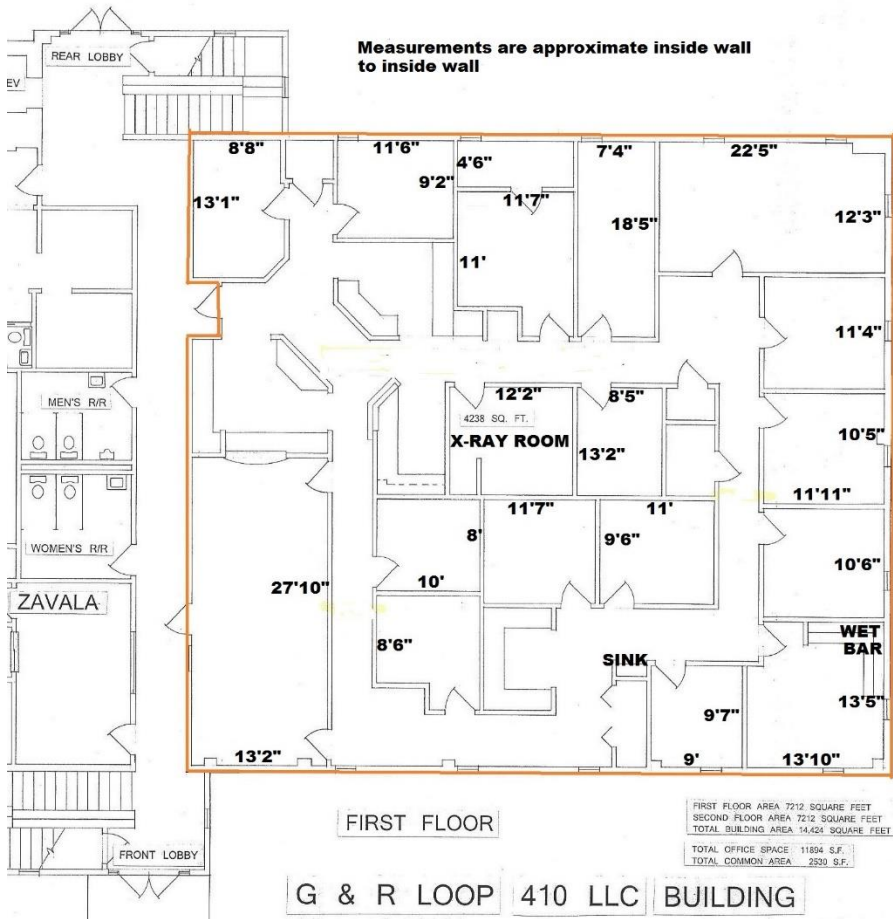 Measurements are approximate inside wall
to inside wall
REAR LOBBY
EV
8'8"
11'6"
4'6"
7'4"
22'5"
9'2"
13'1"
11'7"
12'3"
18'5"
11'
11'4"
12'2"
8'5"
MEN'S R/R
4238 SQ. FT.
X-RAY ROOM
13'2"
10'5"
11'11"
11'7"
11'
8'
9'6"
10'6"
WOMEN'S R/R
10'
27'10"
ZAVALA
8'6"
SINK
WET
BAR
13'5"
9'7"
13'2"
9'
13'10"
FIRST FLOOR
FIRST FLOOR AREA 7212 SQUARE FEET
SECOND FLOOR AREA 7212 SQUARE FEET
TOTAL BUILDING AREA 14,424 SQUARE FEET
TOTAL OFFICE SPACE 11894 S.F.
TOTAL COMMON AREA 2530 S.F.
FRONT LOBBY
G & R LOOP 410 LLC BUILDING